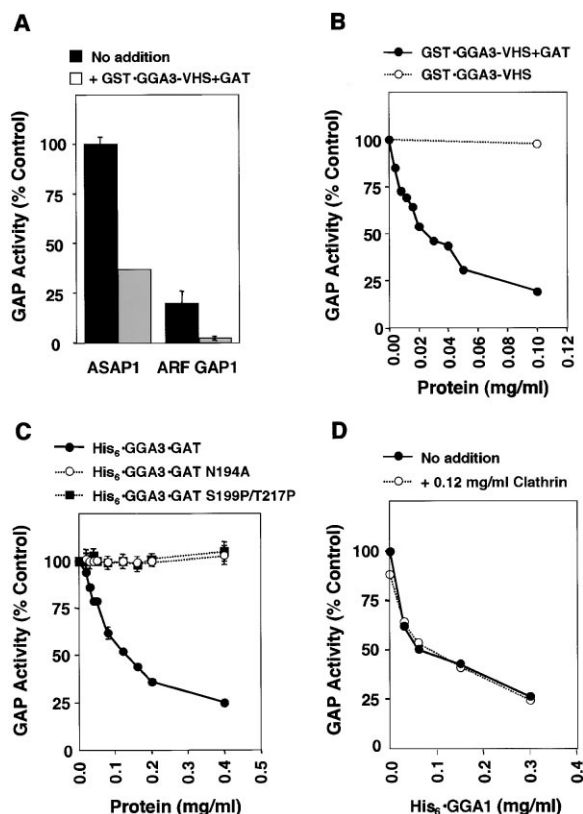 A
No addition
+ GST·GGA3-VHS+GAT
GAP Activity (% Control)
100
75
50
25
0
ASAP1 ARF GAP1
B
GST·GGA3-VHS+GAT
GST·GGA3-VHS
GAP Activity (% Control)
100
75
50
25
0
0.00 0.02 0.04 0.06 0.08 0.10 0.12
Protein (mg/ml)
C
His₆·GGA3·GAT
His₆·GGA3·GAT N194A
His₆·GGA3·GAT S199P/T217P
GAP Activity (% Control)
100
75
50
25
0
0.0 0.1 0.2 0.3 0.4 0.5
Protein (mg/ml)
D
No addition
+ 0.12 mg/ml Clathrin
GAP Activity (% Control)
100
75
50
25
0
0.0 0.1 0.2 0.3 0.4
His₆·GGA1 (mg/ml)